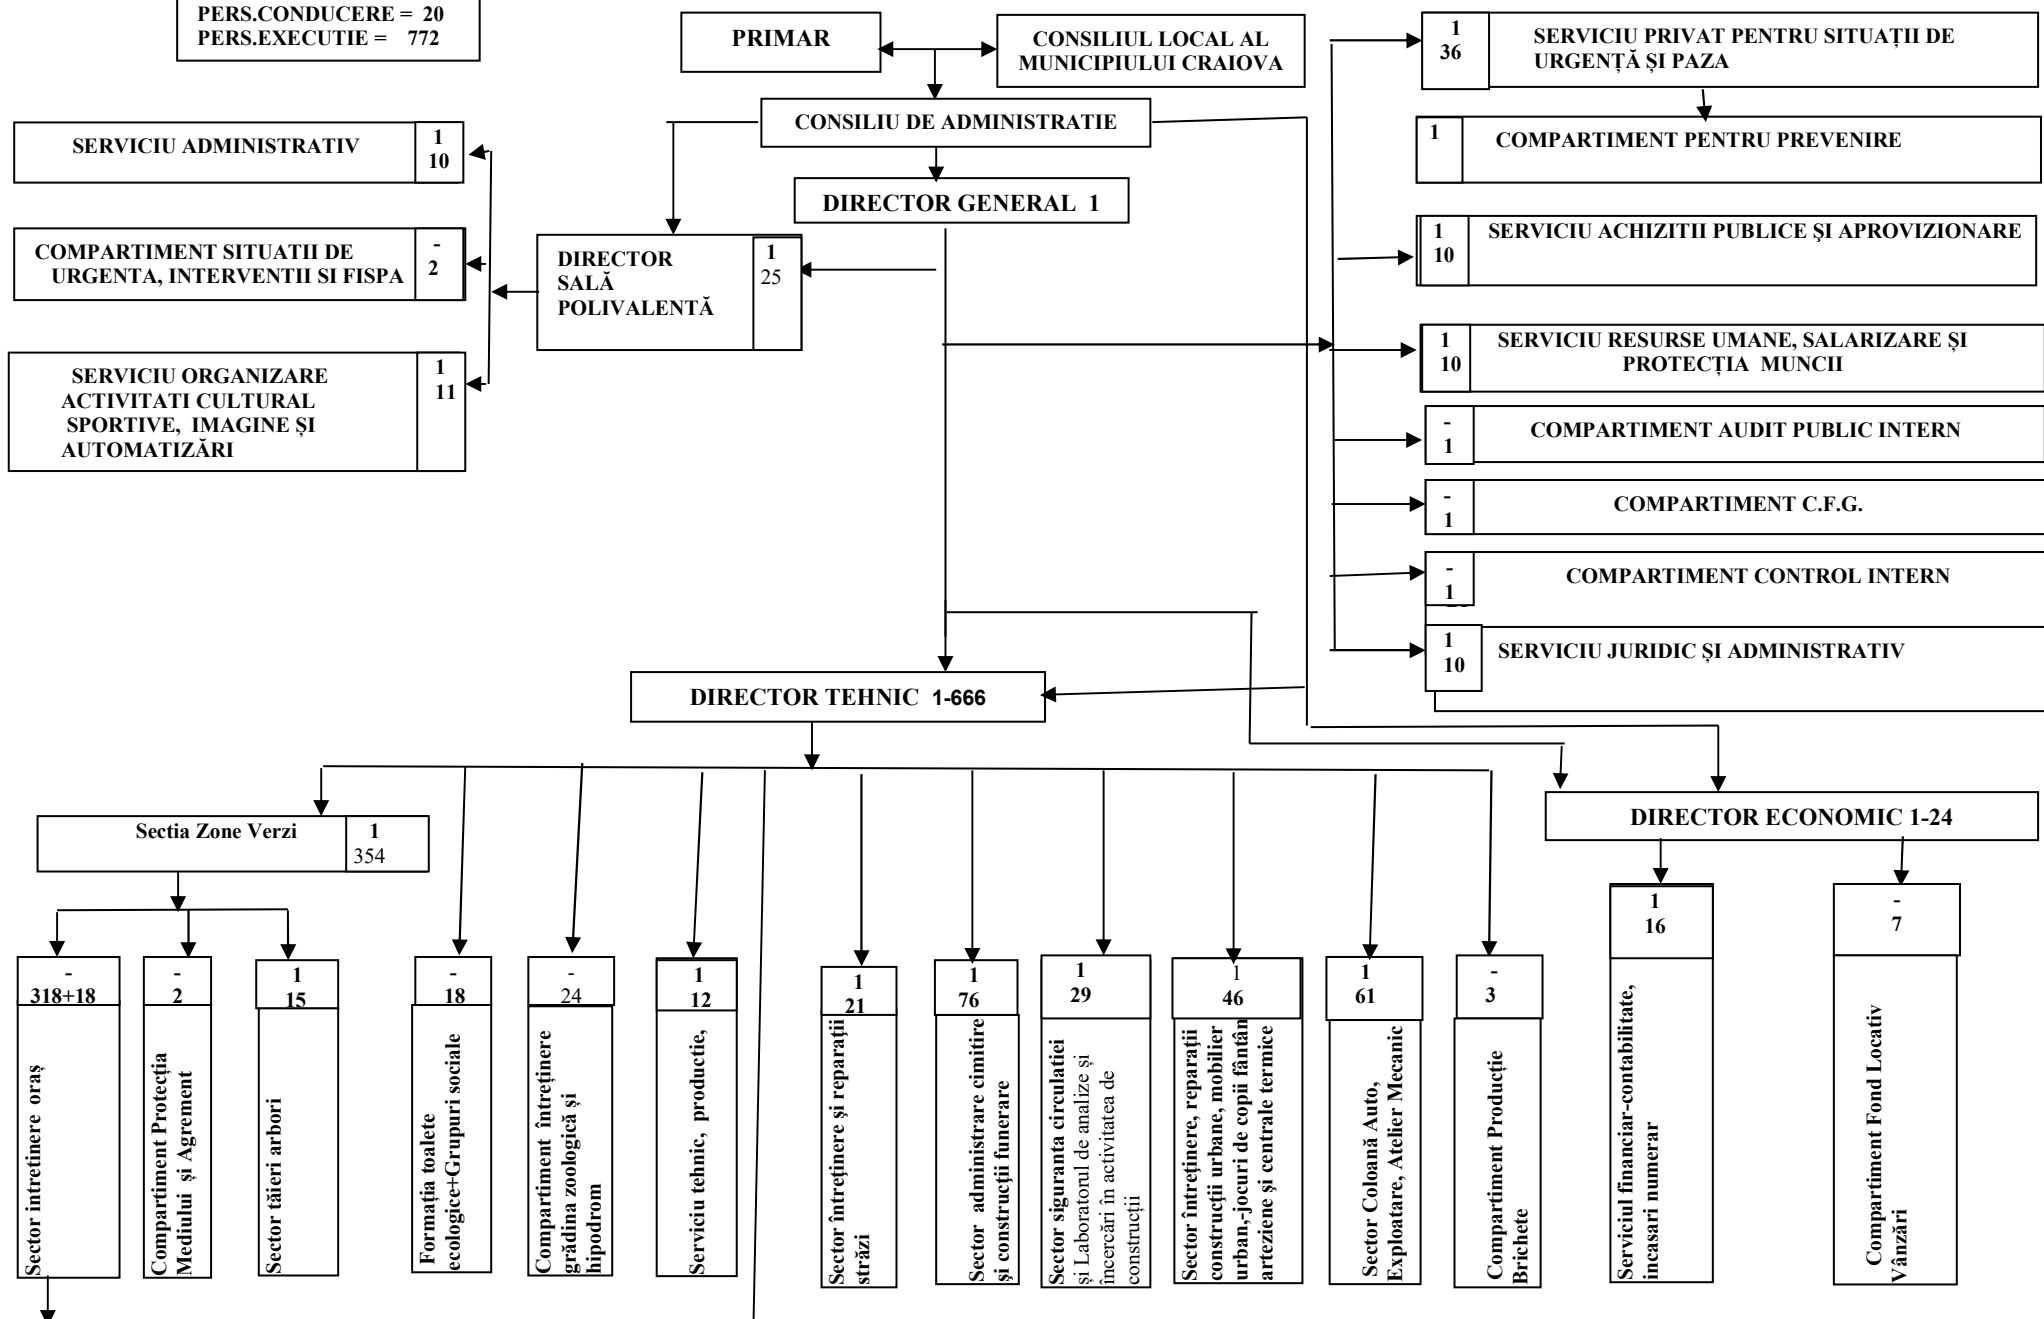 PERS.CONDUCERE = 20
PERS.EXECUTIE = 772
PRIMAR
CONSILIUL LOCAL AL
MUNICIPIULUI CRAIOVA
CONSILIU DE ADMINISTRATIE
DIRECTOR GENERAL 1
SERVICIU ADMINISTRATIV
1
10
COMPARTIMENT SITUATII DE
URGENTA, INTERVENTII SI FISPA
-
2
SERVICIU ORGANIZARE
ACTIVITATI CULTURAL
SPORTIVE, IMAGINE ȘI
AUTOMATIZĂRI
1
11
DIRECTOR
SALĂ
POLIVALENTĂ
1
25
1
36
SERVICIU PRIVAT PENTRU SITUAȚII DE
URGENȚĂ ȘI PAZA
1
COMPARTIMENT PENTRU PREVENIRE
1
10
SERVICIU ACHIZITII PUBLICE ŞI APROVIZIONARE
1
10
SERVICIU RESURSE UMANE, SALARIZARE ȘI
PROTECȚIA MUNCII
-
1
COMPARTIMENT AUDIT PUBLIC INTERN
-
1
COMPARTIMENT C.F.G.
-
1
COMPARTIMENT CONTROL INTERN
1
10
SERVICIU JURIDIC ȘI ADMINISTRATIV
DIRECTOR TEHNIC 1-666
DIRECTOR ECONOMIC 1-24
Sectia Zone Verzi
1
354
-
318+18
Sector intretinere oraș
-
2
Compartiment Protecția
Mediului și Agrement
1
15
Sector tăieri arbori
-
18
Formația toalete
ecologice+Grupuri sociale
-
24
Compartiment întreținere
grădina zoologică și
hipodrom
1
12
Serviciu tehnic, productie,
1
21
Sector întreţinere şi reparaţii
străzi
1
76
Sector administrare cimitire
şi construcţii funerare
1
29
Sector siguranta circulatiei
și Laboratorul de analize și
încercări în activitatea de
construcții
1
46
Sector întreţinere, reparaţii
construcţii urbane, mobilier
urban,-jocuri de copii fântân
arteziene şi centrale termice
1
61
Sector Coloană Auto,
Exploatare, Atelier Mecanic
-
3
Compartiment Producție
Brichete
1
16
Serviciul financiar-contabilitate,
incasari numerar
-
7
Compartiment Fond Locativ
Vânzări